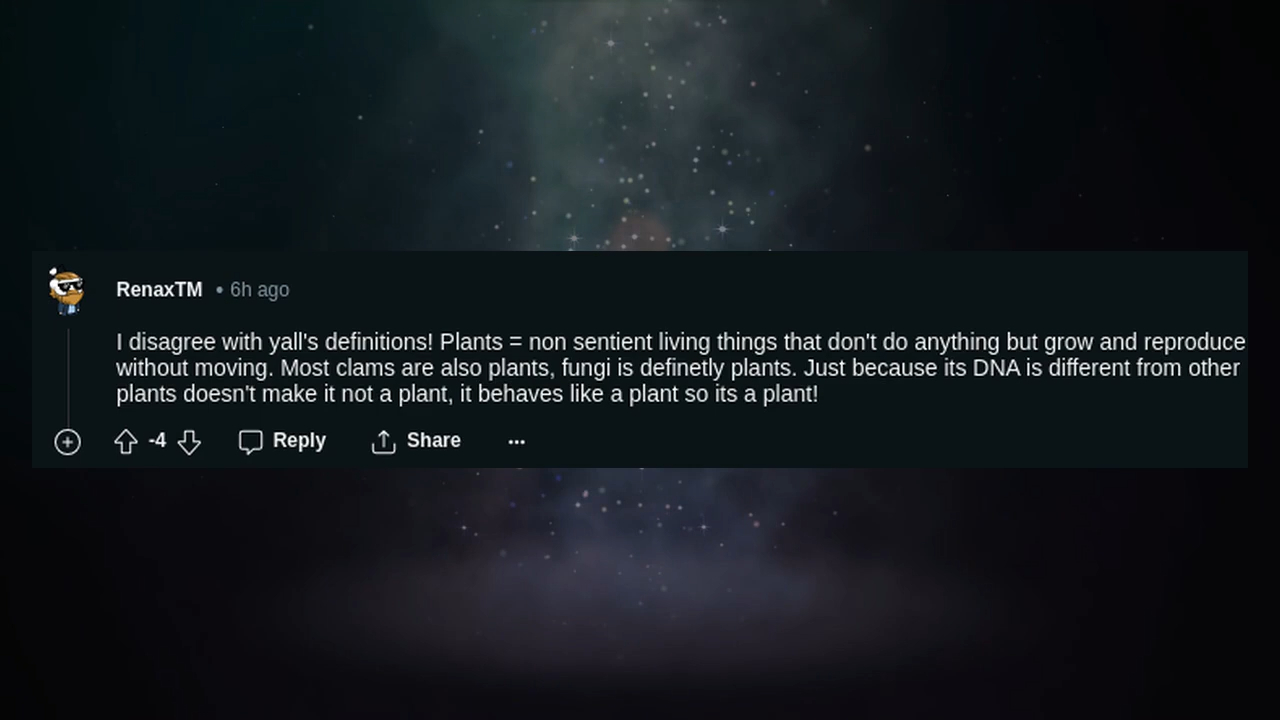 RenaxTM • 6h ago
I disagree with yall's definitions! Plants = non sentient living things that don't do anything but grow and reproduce
without moving. Most clams are also plants, fungi is definetly plants. Just because its DNA is different from other
plants doesn't make it not a plant, it behaves like a plant so its a plant!
-4 Reply Share ...